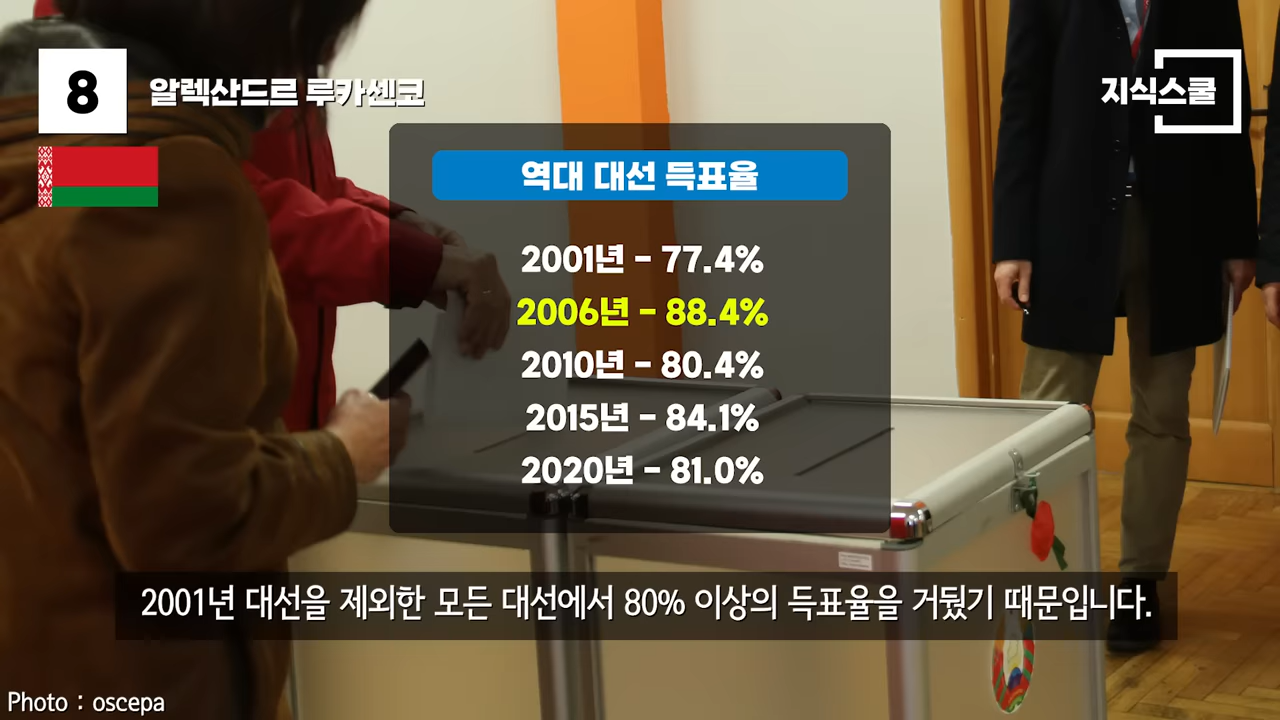 8
알렉산드르 루카센코
지식스쿨
역대 대선 득표율
2001년 - 77.4%
2006년 - 88.4%
2010년 - 80.4%
2015년 - 84.1%
2020년 - 81.0%
2001년 대선을 제외한 모든 대선에서 80% 이상의 득표율을 거뒀기 때문입니다.
Photo : oscepa